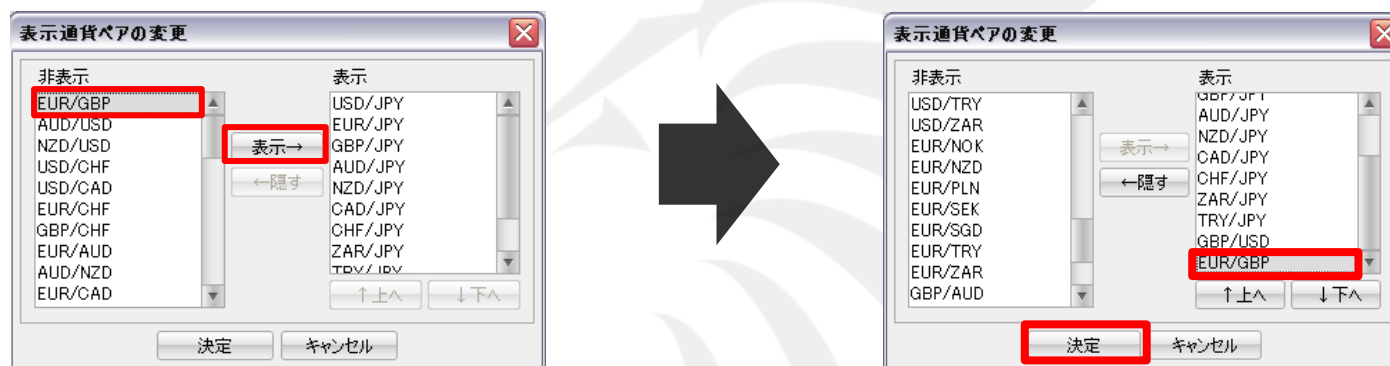 表示通貨ペアの変更
非表示
EUR/GBP
AUD/USD
NZD/USD
USD/CHF
USD/CAD
EUR/CHF
GBP/CHF
EUR/AUD
AUD/NZD
EUR/CAD
表示→
←隠す
表示
USD/JPY
EUR/JPY
GBP/JPY
AUD/JPY
NZD/JPY
CAD/JPY
CHF/JPY
ZAR/JPY
TRY/JPY
↑上へ ↓下へ
決定 キャンセル
表示通貨ペアの変更
非表示
USD/TRY
USD/ZAR
EUR/NOK
EUR/NZD
EUR/PLN
EUR/SEK
EUR/SGD
EUR/TRY
EUR/ZAR
GBP/AUD
表示→
←隠す
表示
GBP/JPY
AUD/JPY
NZD/JPY
CAD/JPY
CHF/JPY
ZAR/JPY
TRY/JPY
GBP/USD
EUR/GBP
↑上へ ↓下へ
決定 キャンセル